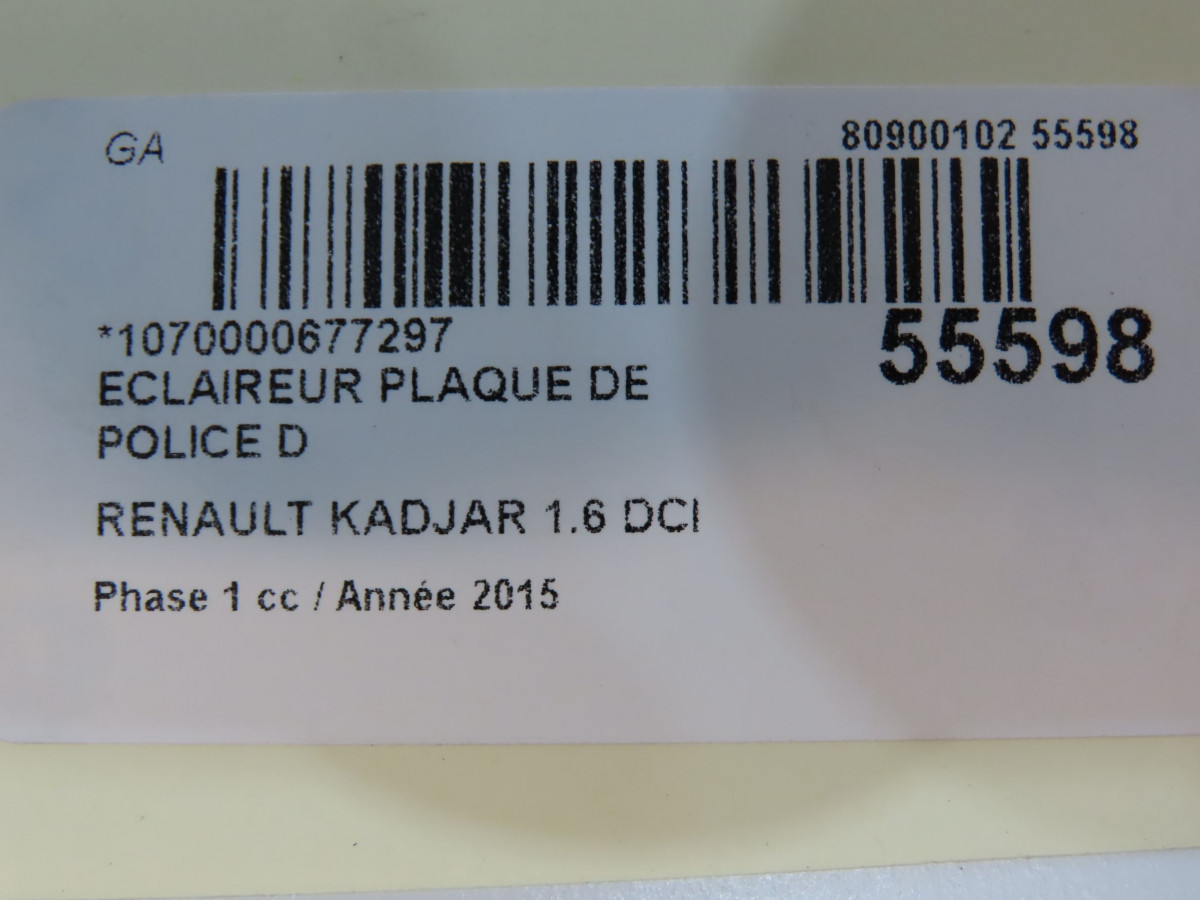 GA
80900102 55598
*1070000677297
55598
ECLAIREUR PLAQUE DE
POLICE D
RENAULT KADJAR 1.6 DCI
Phase 1 cc / Année 2015